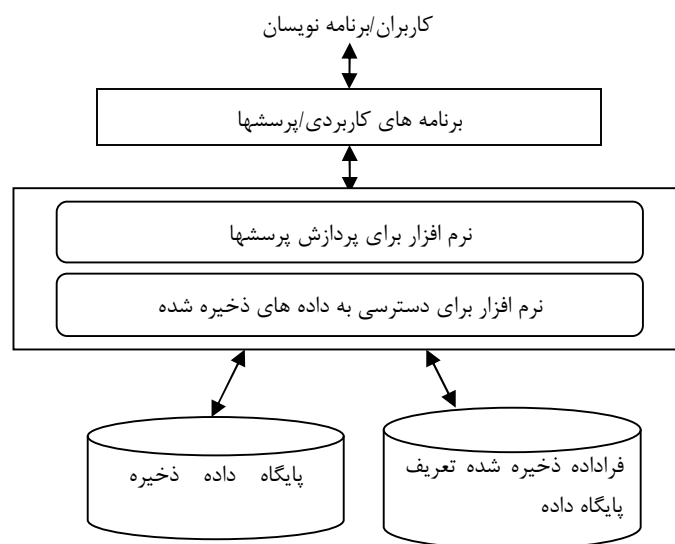 کاربران/برنامه نویسان
برنامه های کاربردی/پرسشها
نرم افزار برای پردازش پرسشها
نرم افزار برای دسترسی به داده های ذخیره شده
فراداده ذخیره شده تعریف
پایگاه داده
پایگاه داده ذخیره